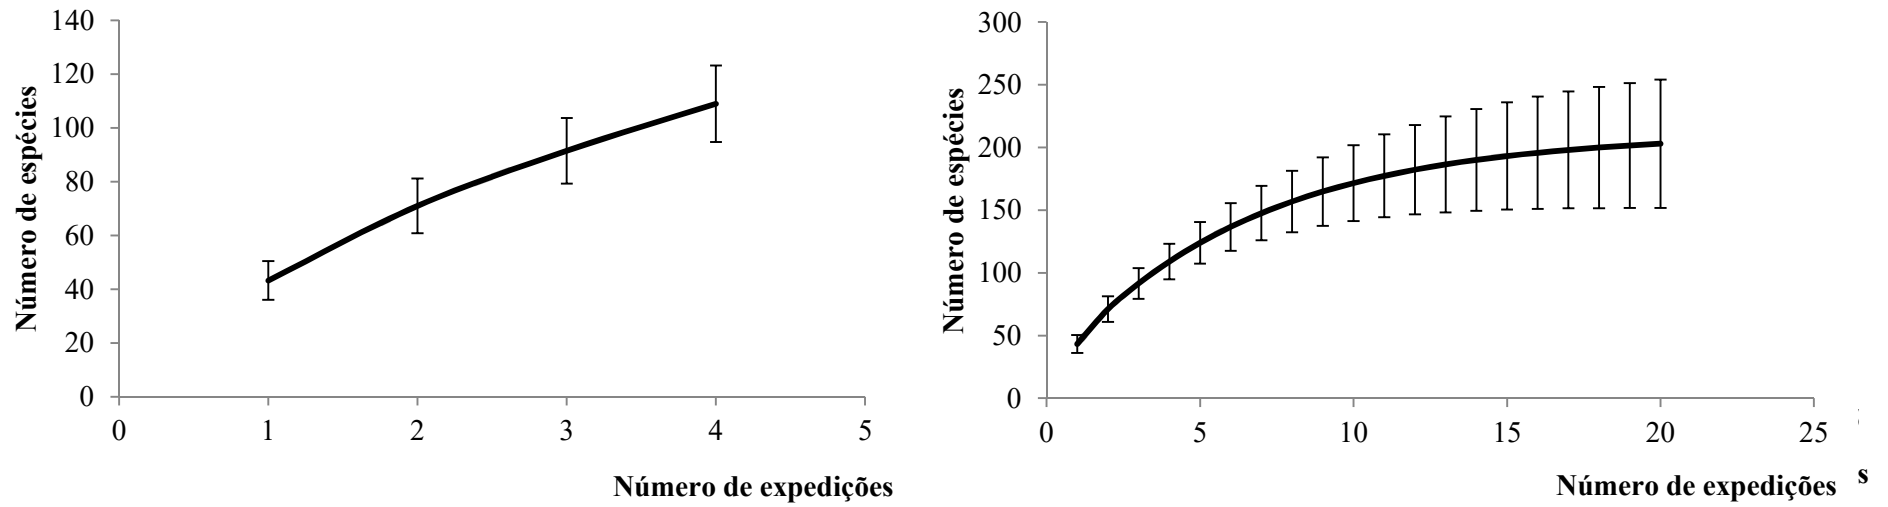 140
120
100
80
60
40
20
0
Número de espécies
0 1 2 3 4 5
Número de expedições
300
250
200
150
100
50
0
Número de espécies
0 5 10 15 20 25
Número de expedições s